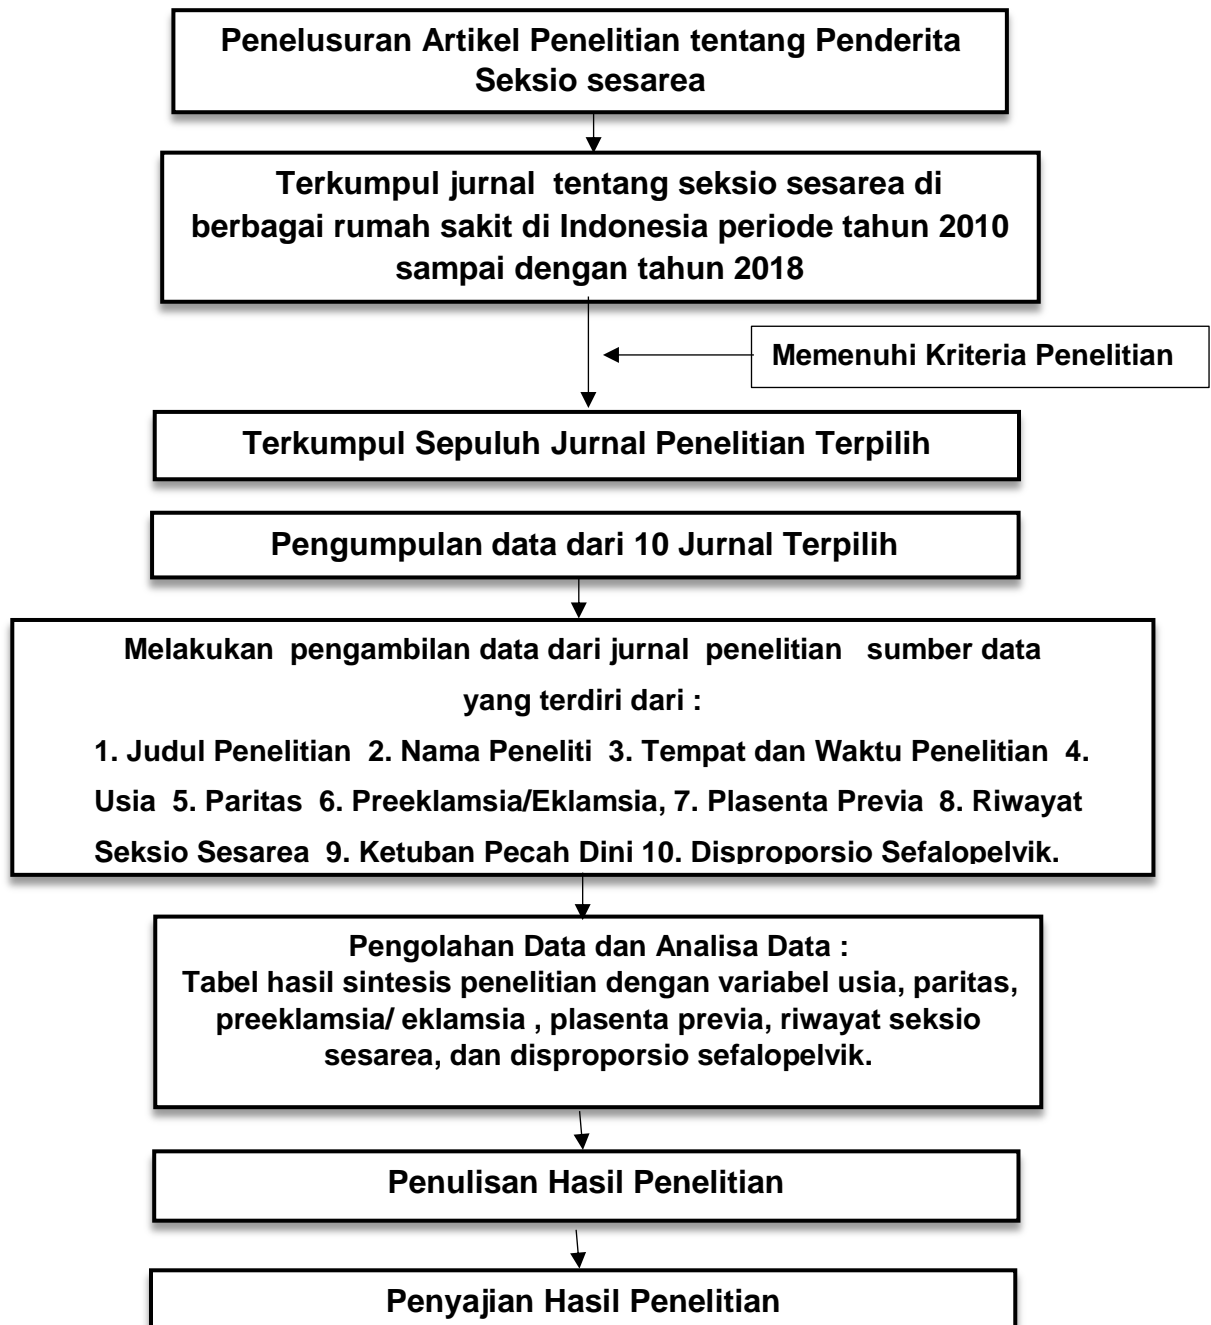 Penelusuran Artikel Penelitian tentang Penderita
Seksio sesarea
Terkumpul jurnal tentang seksio sesarea di
berbagai rumah sakit di Indonesia periode tahun 2010
sampai dengan tahun 2018
Memenuhi Kriteria Penelitian
Terkumpul Sepuluh Jurnal Penelitian Terpilih
Pengumpulan data dari 10 Jurnal Terpilih
Melakukan pengambilan data dari jurnal penelitian sumber data
yang terdiri dari :
1. Judul Penelitian 2. Nama Peneliti 3. Tempat dan Waktu Penelitian 4.
Usia 5. Paritas 6. Preeklamsia/Eklamsia, 7. Plasenta Previa 8. Riwayat
Seksio Sesarea 9. Ketuban Pecah Dini 10. Disproporsio Sefalopelvik.
Pengolahan Data dan Analisa Data :
Tabel hasil sintesis penelitian dengan variabel usia, paritas,
preeklamsia/ eklamsia , plasenta previa, riwayat seksio
sesarea, dan disproporsio sefalopelvik.
Penulisan Hasil Penelitian
Penyajian Hasil Penelitian